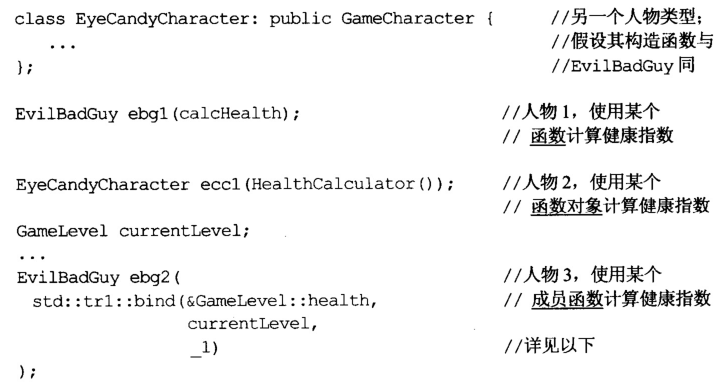 class EyeCandyCharacter: public GameCharacter { //另一个人物类型;
... //假设其构造函数与
}; //EvilBadGuy 同
EvilBadGuy ebg1(calcHealth); //人物 1，使用某个
// 函数计算健康指数
EyeCandyCharacter ecc1(HealthCalculator()); //人物 2，使用某个
// 函数对象计算健康指数
GameLevel currentLevel;
...
EvilBadGuy ebg2( //人物 3，使用某个
std::tr1::bind(&GameLevel::health, // 成员函数计算健康指数
currentLevel,
_1) //详见以下
);